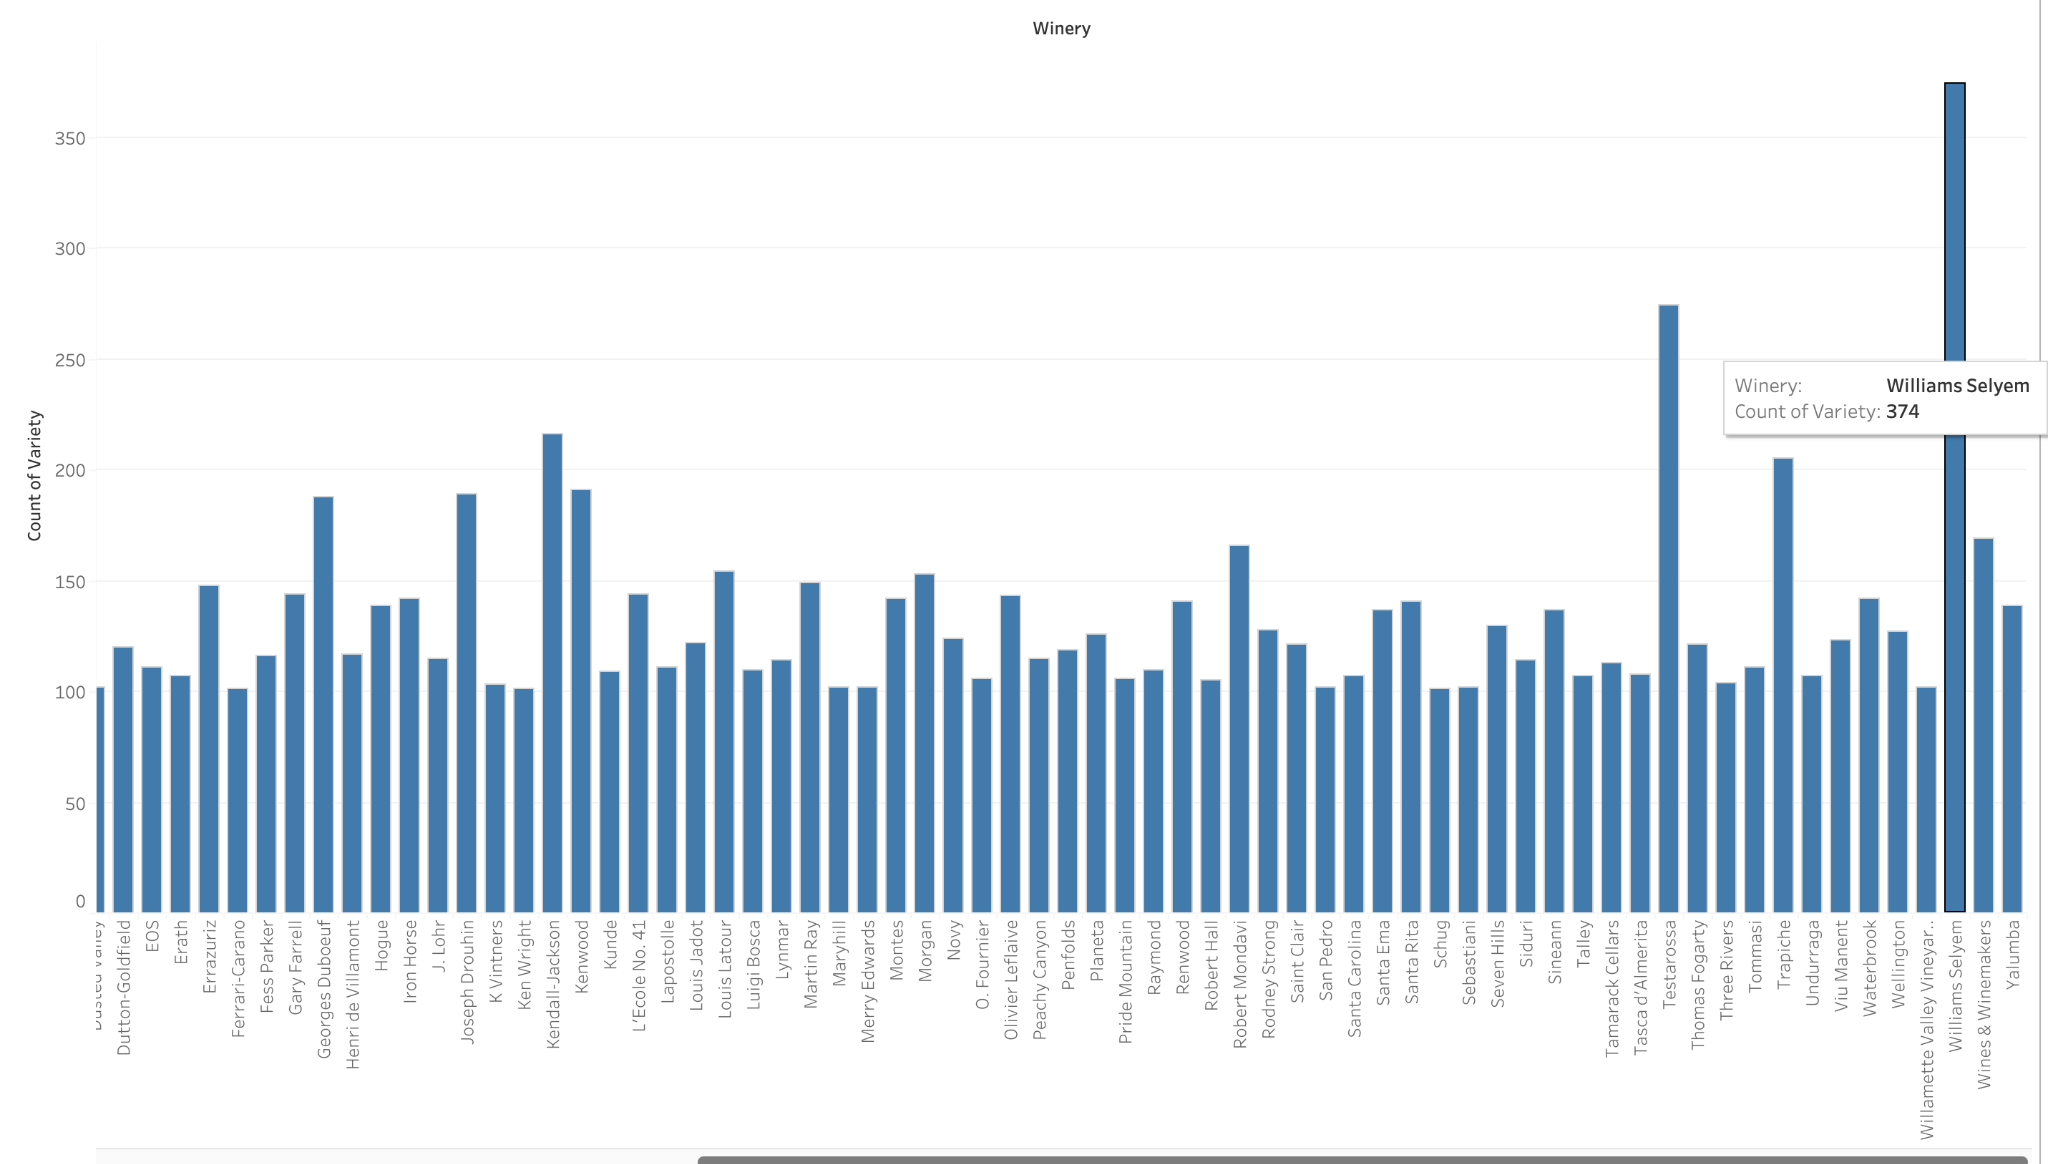 Winery
Count of Variety
350
300
250
200
150
100
50
0
Winery: Williams Selyem
Count of Variety: 374
Valley
Dutton-Goldfield
EOS
Erath
Errazuriz
Ferrari-Carano
Fess Parker
Gary Farrell
Georges Duboeuf
Henri de Villamont
Hogue
Iron Horse
J. Lohr
Joseph Drouhin
K Vintners
Ken Wright
Kendall-Jackson
Kenwood
Kunde
L'Ecole No. 41
Lapostolle
Louis Jadot
Louis Latour
Luigi Bosca
Lynmar
Martin Ray
Maryhill
Merry Edwards
Montes
Morgan
Novy
O. Fournier
Olivier Leflaive
Peachy Canyon
Penfolds
Planeta
Pride Mountain
Raymond
Renwood
Robert Hall
Robert Mondavi
Rodney Strong
Saint Clair
San Pedro
Santa Carolina
Santa Ema
Santa Rita
Schug
Sebastiani
Seven Hills
Siduri
Sineann
Talley
Tamarack Cellars
Tasca d'Almerita
Testarossa
Thomas Fogarty
Three Rivers
Tommasi
Trapiche
Undurraga
Viu Manent
Waterbrook
Wellington
Willamette Valley Vineyar..
Williams Selyem
Wines & Winemakers
Yalumba